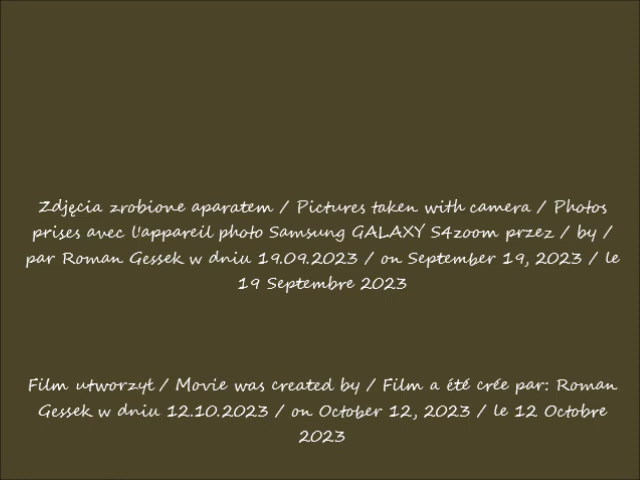 Zdjęcia zrobione aparatem / Pictures taken with camera / Photos
prises avec l'appareil photo Samsung GALAXY S4zoom przez / by /
par Roman Gessek w dniu 19.09.2023 / on September 19, 2023 / le
19 Septembre 2023
Film utworzył / Movie was created by / Film a été crée par: Roman
Gessek w dniu 12.10.2023 / on October 12, 2023 / le 12 Octobre
2023